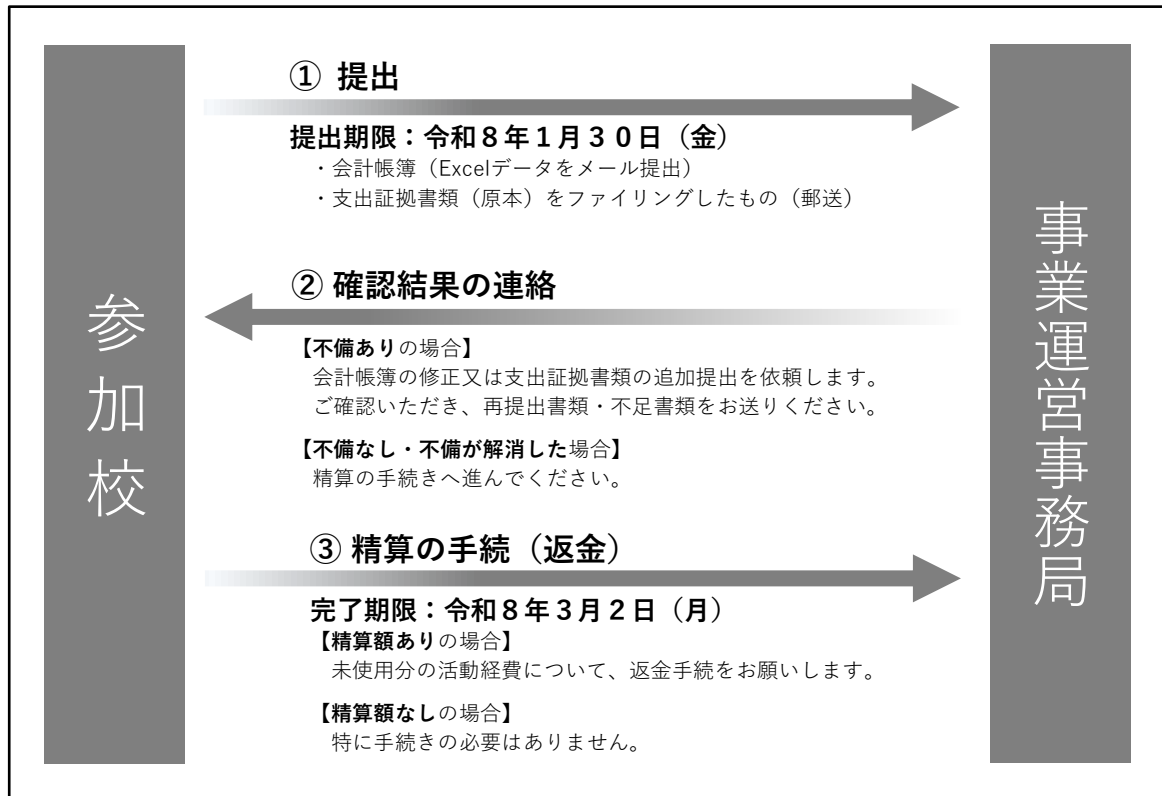 参加校
① 提出
提出期限：令和８年１月３０日（金）
・会計帳簿（Excelデータをメール提出）
・支出証拠書類（原本）をファイリングしたもの（郵送）
② 確認結果の連絡
【不備ありの場合】
会計帳簿の修正又は支出証拠書類の追加提出を依頼します。
ご確認いただき、再提出書類・不足書類をお送りください。
【不備なし・不備が解消した場合】
精算の手続きへ進んでください。
③ 精算の手続（返金）
完了期限：令和８年３月２日（月）
【精算額ありの場合】
未使用分の活動経費について、返金手続をお願いします。
【精算額なしの場合】
特に手続きの必要はありません。
事業運営事務局